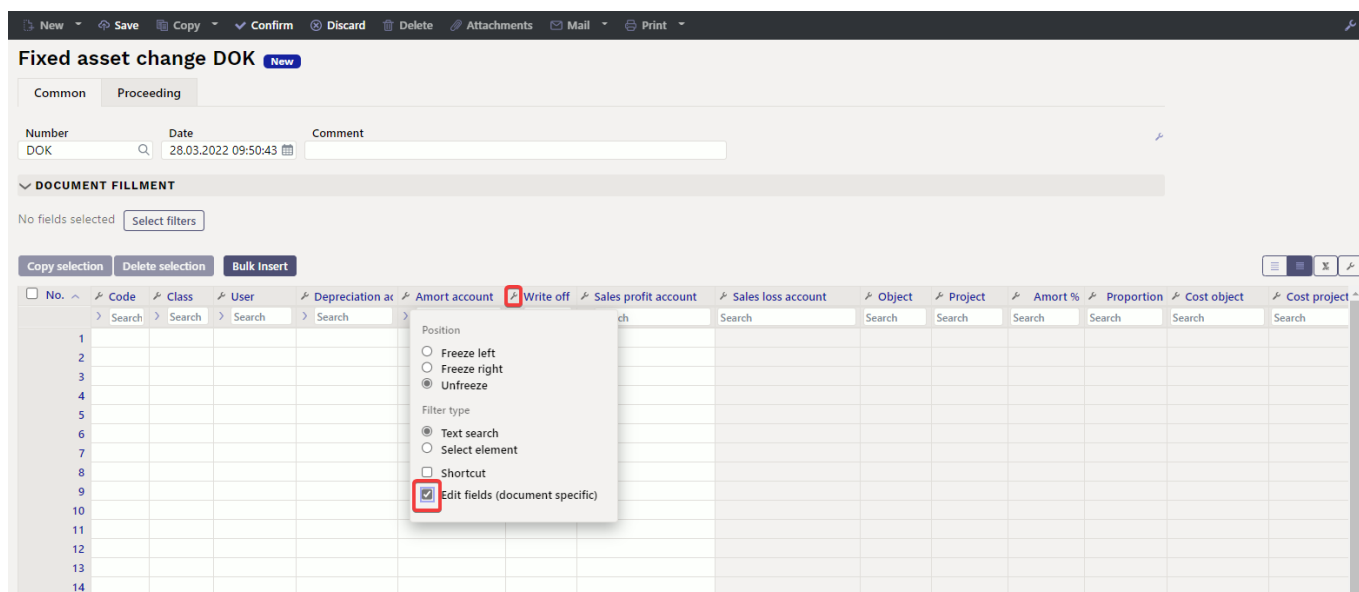 New Save Copy Confirm Discard Delete Attachments Mail Print
Fixed asset change DOK New
Common Proceeding
Number Date Comment
DOK 28.03.2022 09:50:43
DOCUMENT FILLMENT
No fields selected Select filters
Copy selection Delete selection Bulk Insert
No. Code Class User Depreciation ac Amort account Write off Sales profit account Sales loss account Object Project Amort % Proportion Cost object Cost project
> Search > Search > Search > Search > ch Search Search Search Search Search Search Search
Position
Freeze left
Freeze right
Unfreeze
Filter type
Text search
Select element
Shortcut
Edit fields (document specific)
1
2
3
4
5
6
7
8
9
10
11
12
13
14